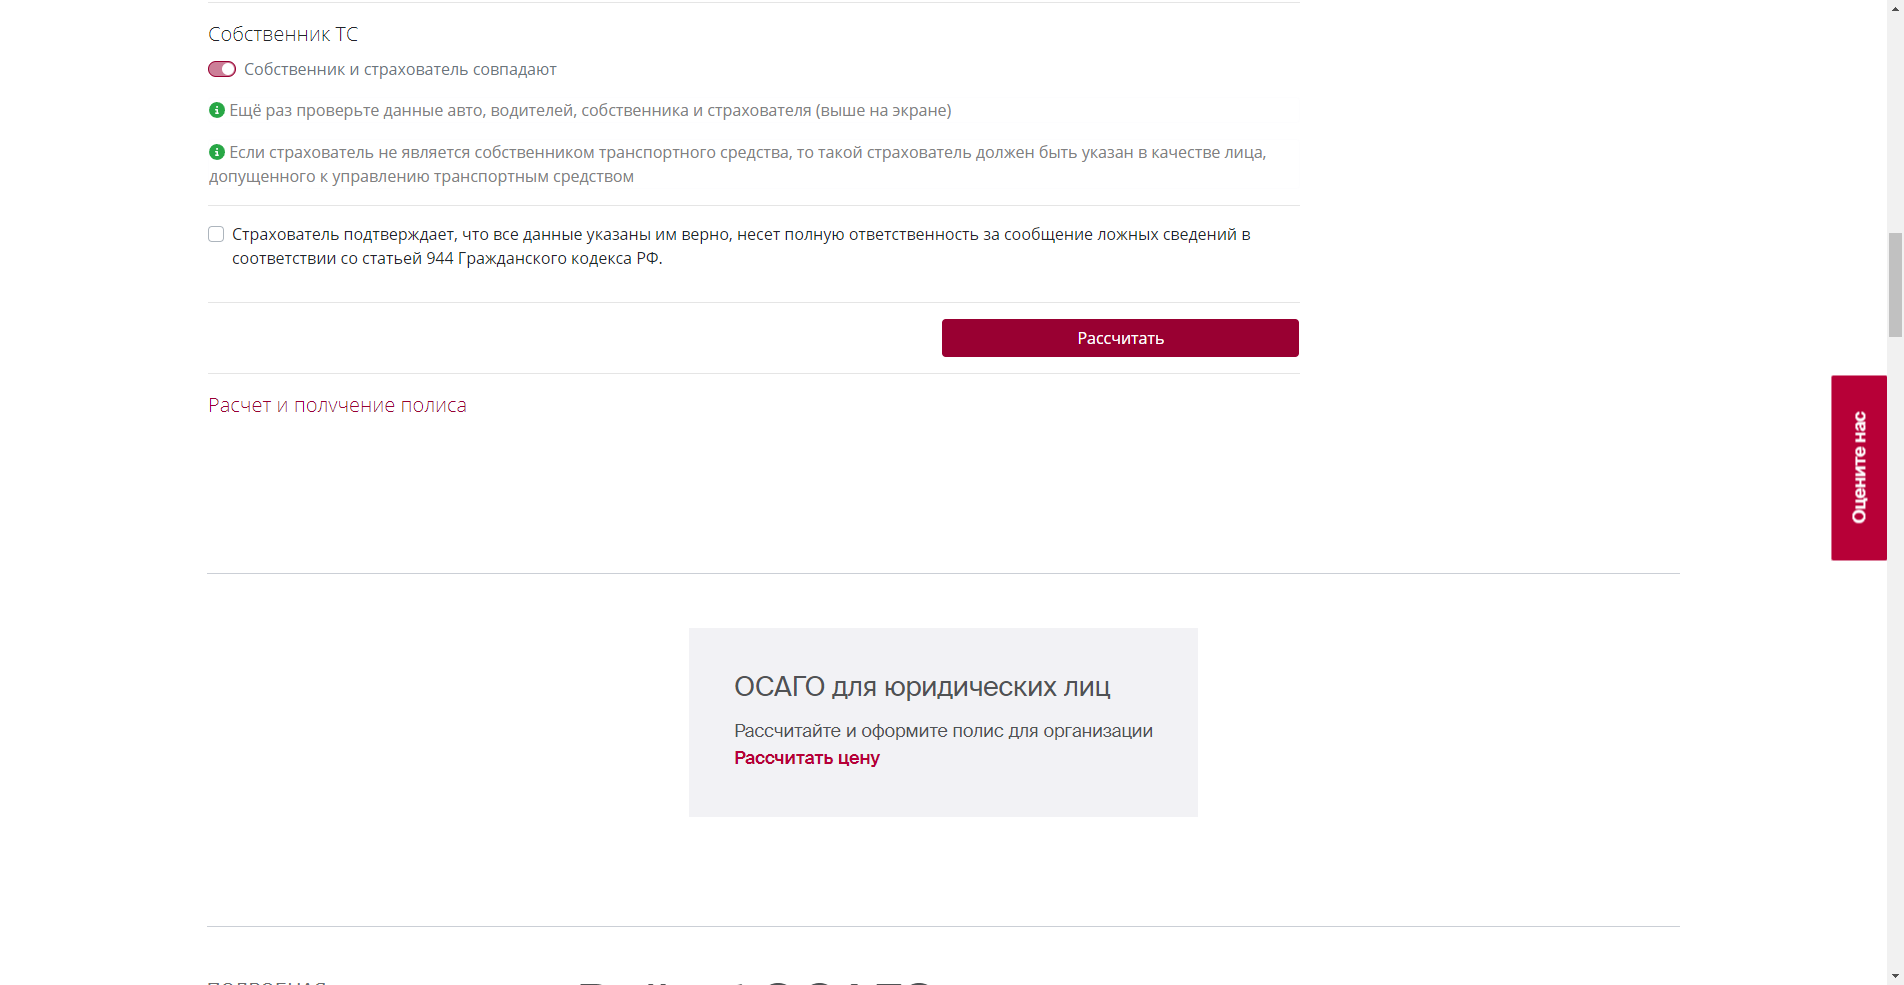 Собственник ТС
Собственник и страхователь совпадают
Ещё раз проверьте данные авто, водителей, собственника и страхователя (выше на экране)
Если страхователь не является собственником транспортного средства, то такой страхователь должен быть указан в качестве лица,
допущенного к управлению транспортным средством
Страхователь подтверждает, что все данные указаны им верно, несет полную ответственность за сообщение ложных сведений в
соответствии со статьей 944 Гражданского кодекса РФ.
Рассчитать
Расчет и получение полиса
Оцените нас
ОСАГО для юридических лиц
Рассчитайте и оформите полис для организации
Рассчитать цену